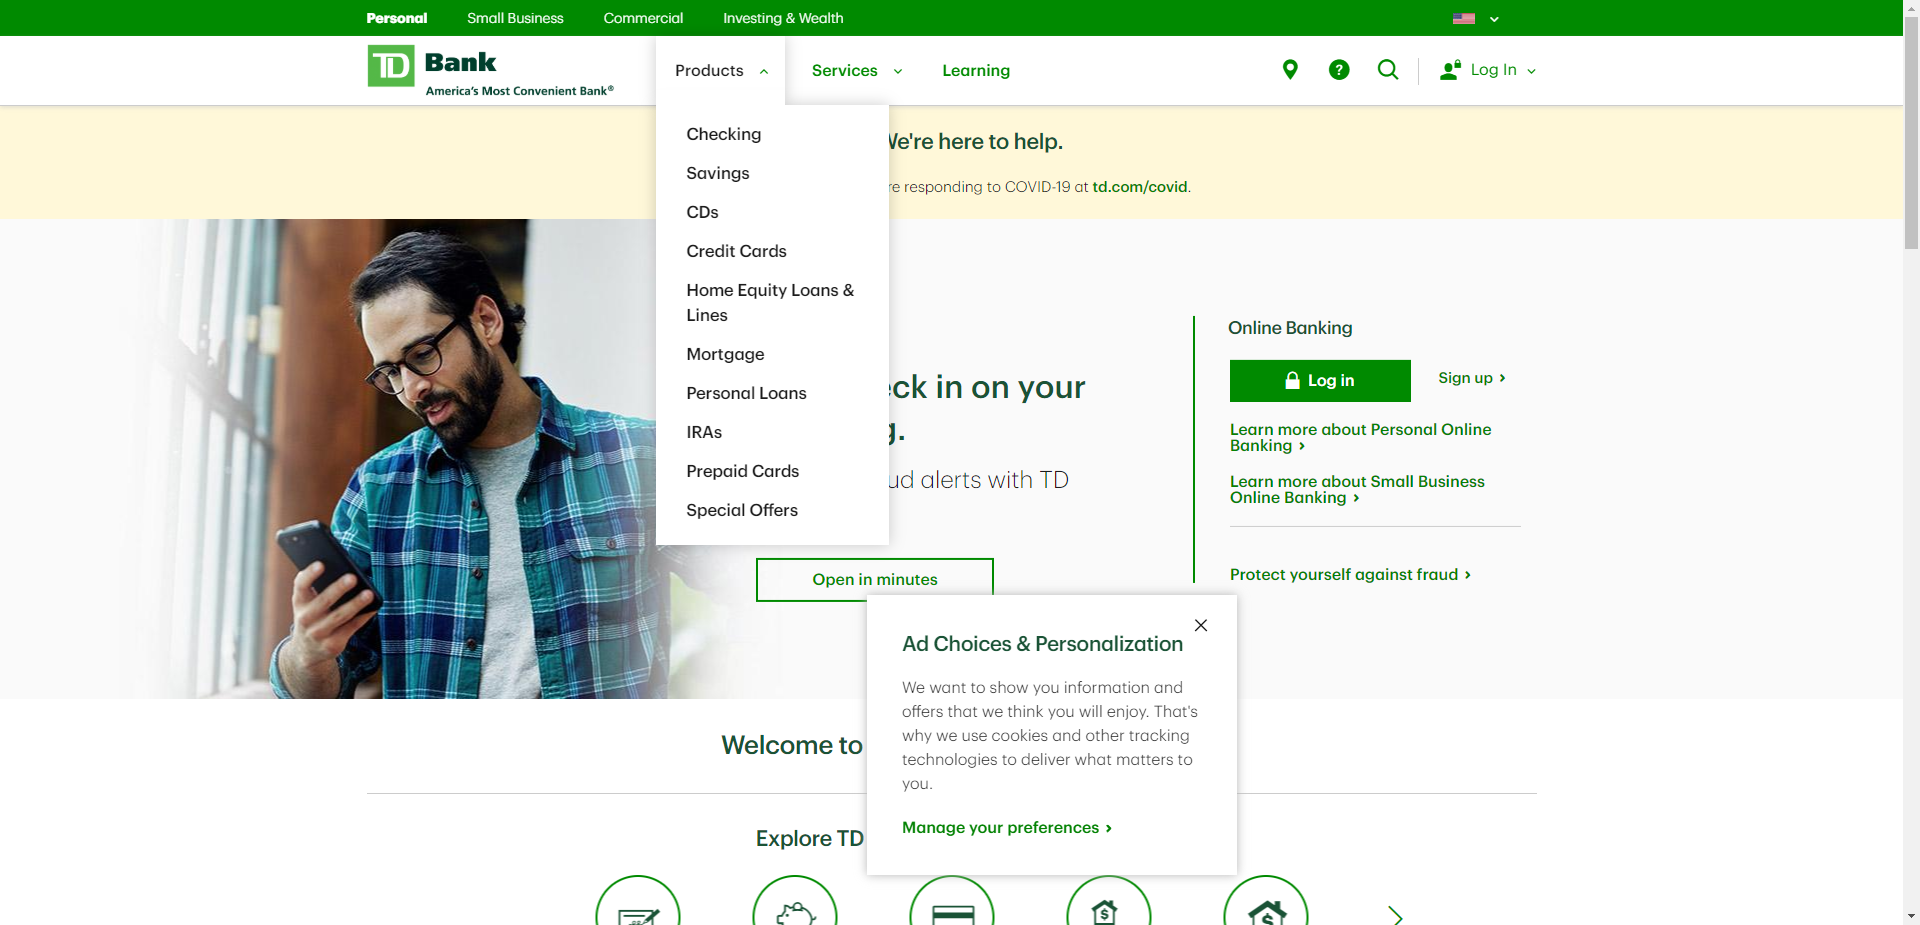 Personal Small Business Commercial Investing & Wealth
TD Bank
America's Most Convenient Bank®
Products Services Learning
? Log In
Checking
Savings
CDs
Credit Cards
Home Equity Loans &
Lines
Mortgage
Personal Loans
IRAs
Prepaid Cards
Special Offers
We're here to help.
re responding to COVID-19 at td.com/covid.
eck in on your
g.
ud alerts with TD
Open in minutes
Online Banking
Log in Sign up
Learn more about Personal Online
Banking
Learn more about Small Business
Online Banking
Protect yourself against fraud
Ad Choices & Personalization
We want to show you information and
offers that we think you will enjoy. That's
why we use cookies and other tracking
technologies to deliver what matters to
you.
Manage your preferences
Welcome to
Explore TD
$ $